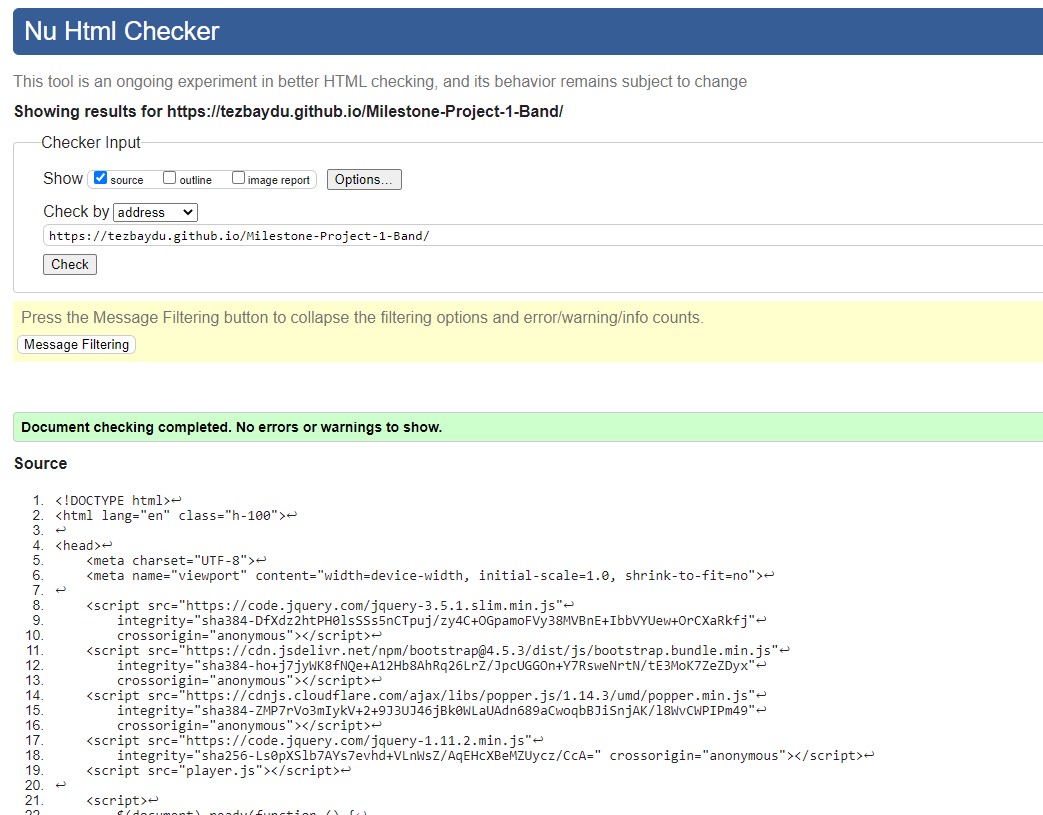 Nu Html Checker
This tool is an ongoing experiment in better HTML checking, and its behavior remains subject to change
Showing results for https://tezbaydu.github.io/Milestone-Project-1-Band/
Checker Input
Show source outline image report Options...
Check by address
https://tezbaydu.github.io/Milestone-Project-1-Band/
Check
Press the Message Filtering button to collapse the filtering options and error/warning/info counts.
Message Filtering
Document checking completed. No errors or warnings to show.
Source
1. <!DOCTYPE html>↩
2. <html lang="en" class="h-100">↩
3. ↩
4. <head>↩
5. <meta charset="UTF-8">↩
6. <meta name="viewport" content="width=device-width, initial-scale=1.0, shrink-to-fit=no">↩
7. ↩
8. <script src="https://code.jquery.com/jquery-3.5.1.slim.min.js"↩
9. integrity="sha384-DfXdz2htPH0lsSSs5nCTpuj/zy4C+OGpamoFVy38MVBnE+IbbVYUew+OrCXaRkfj"↩
10. crossorigin="anonymous"></script>↩
11. <script src="https://cdn.jsdelivr.net/npm/bootstrap@4.5.3/dist/js/bootstrap.bundle.min.js"↩
12. integrity="sha384-ho+j7jyWK8fNQe+A12Hb8AhRq26LrZ/JpcUGGOn+Y7RsweNrtN/tE3MoK7ZeZDyx"↩
13. crossorigin="anonymous"></script>↩
14. <script src="https://cdnjs.cloudflare.com/ajax/libs/popper.js/1.14.3/umd/popper.min.js"↩
15. integrity="sha384-ZMP7rVo3mIykV+2+9J3UJ46jBk0WLaUAdn689aCwoqbBJiSnjAK/l8WvCWPIPm49"↩
16. crossorigin="anonymous"></script>↩
17. <script src="https://code.jquery.com/jquery-1.11.2.min.js"↩
18. integrity="sha256-Ls0pXSlb7AYs7evhd+VLnWsZ/AqEHcXBeMZUycz/CcA=" crossorigin="anonymous"></script>↩
19. <script src="player.js"></script>↩
20. ↩
21. <script>↩
22. $(document).ready(function () {↩